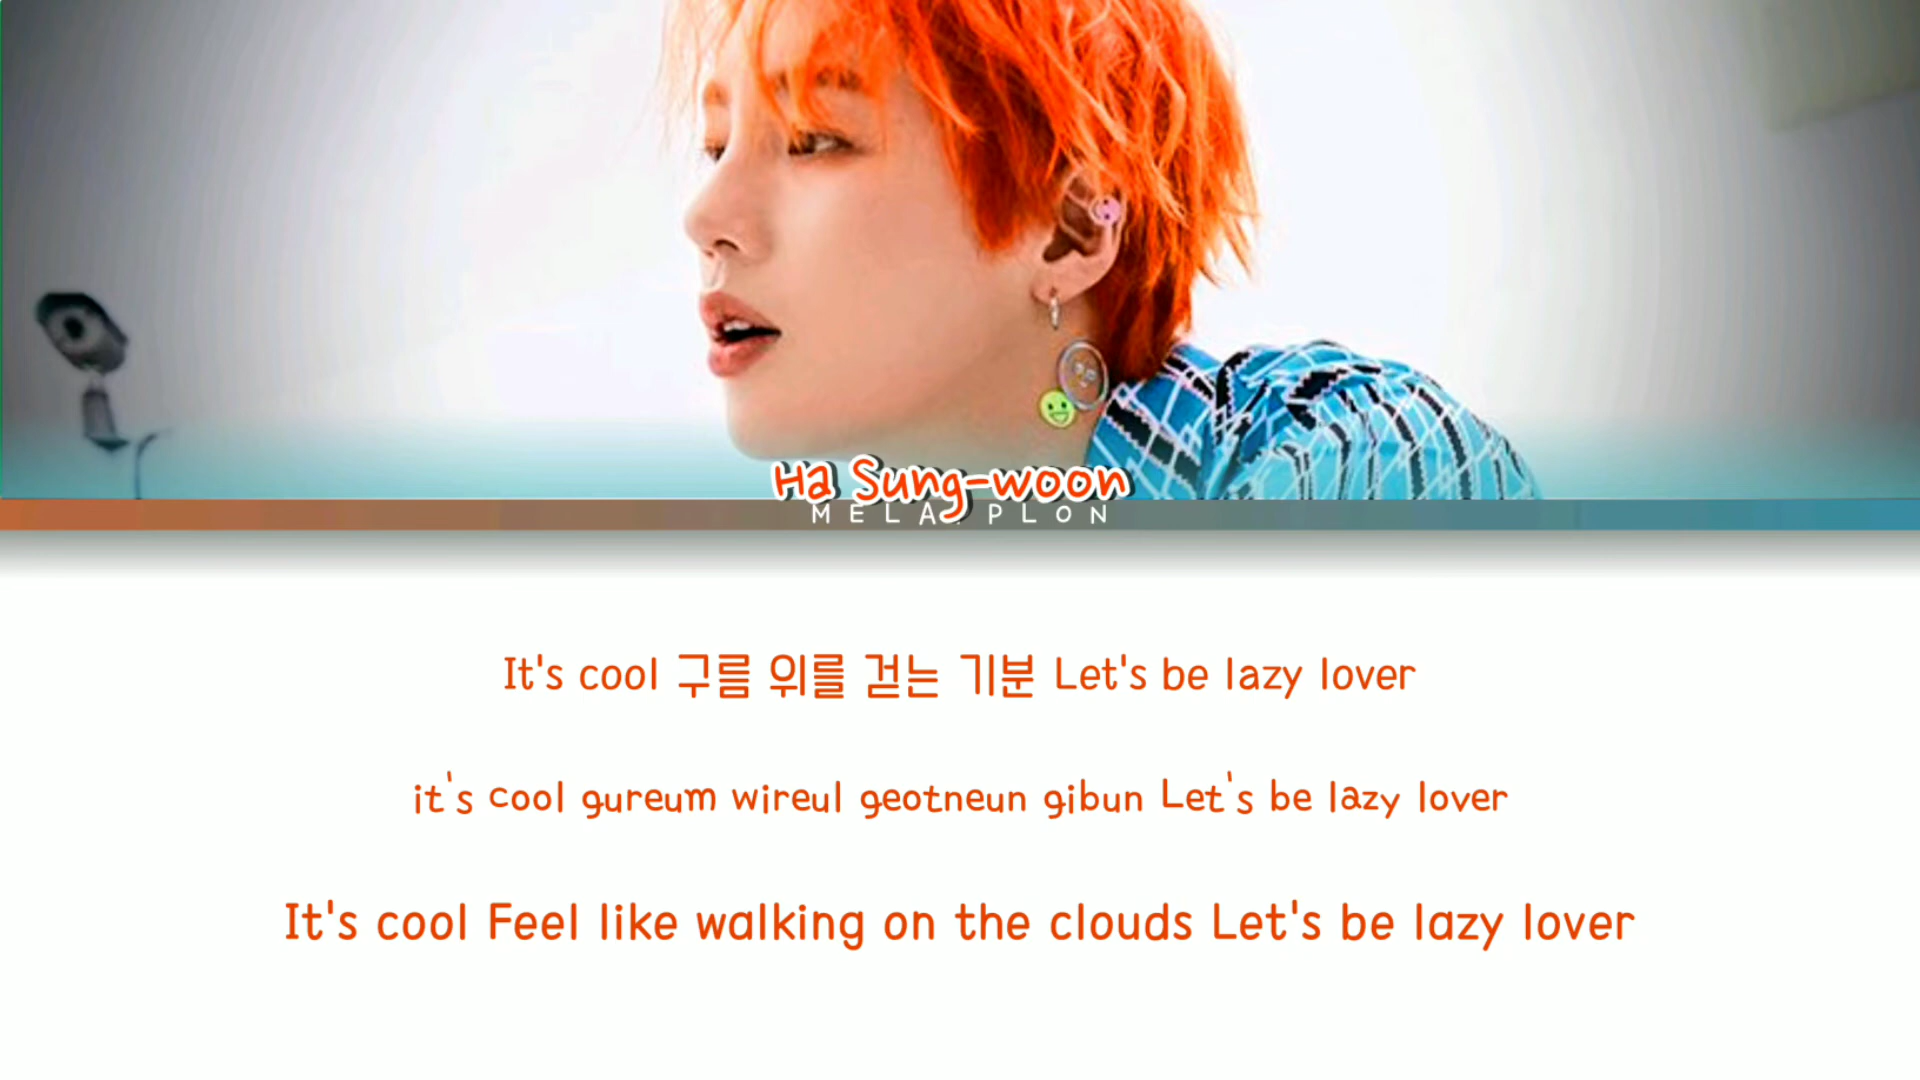 Ha Sung-woon
MELA. PLON
It's cool 구름 위를 걷는 기분 Let's be lazy lover
it's cool gureum wireul geotneun gibun Let's be lazy lover
It's cool Feel like walking on the clouds Let's be lazy lover